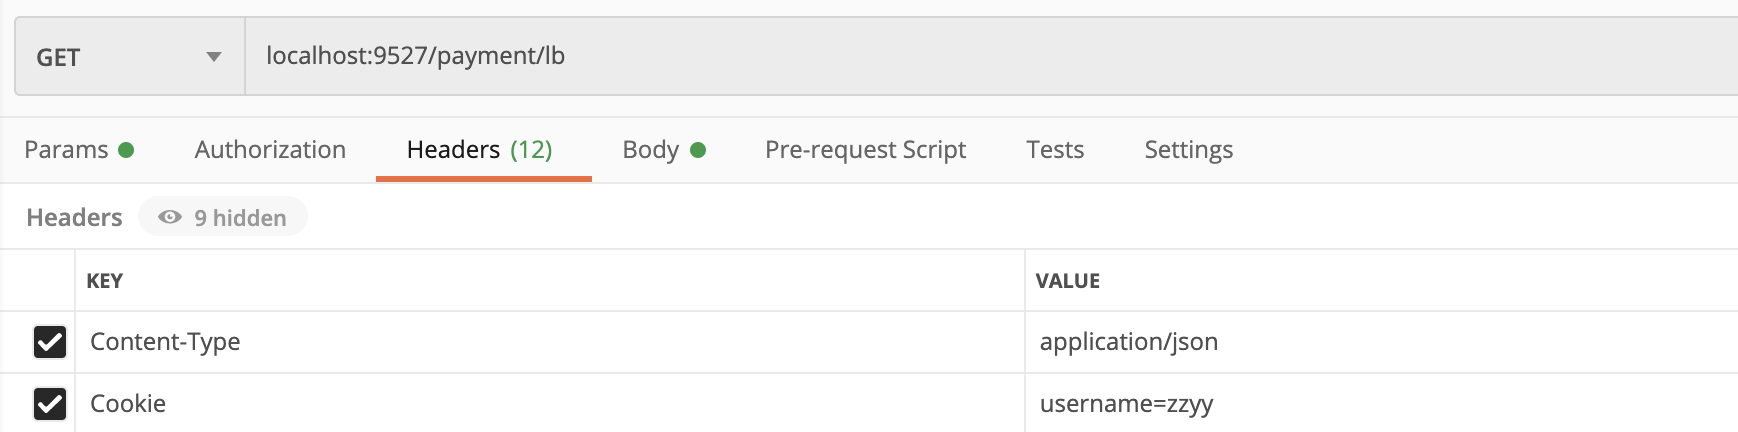 GET localhost:9527/payment/lb
Params Authorization Headers (12) Body Pre-request Script Tests Settings
Headers 9 hidden
KEY VALUE
Content-Type application/json
Cookie username=zzyy